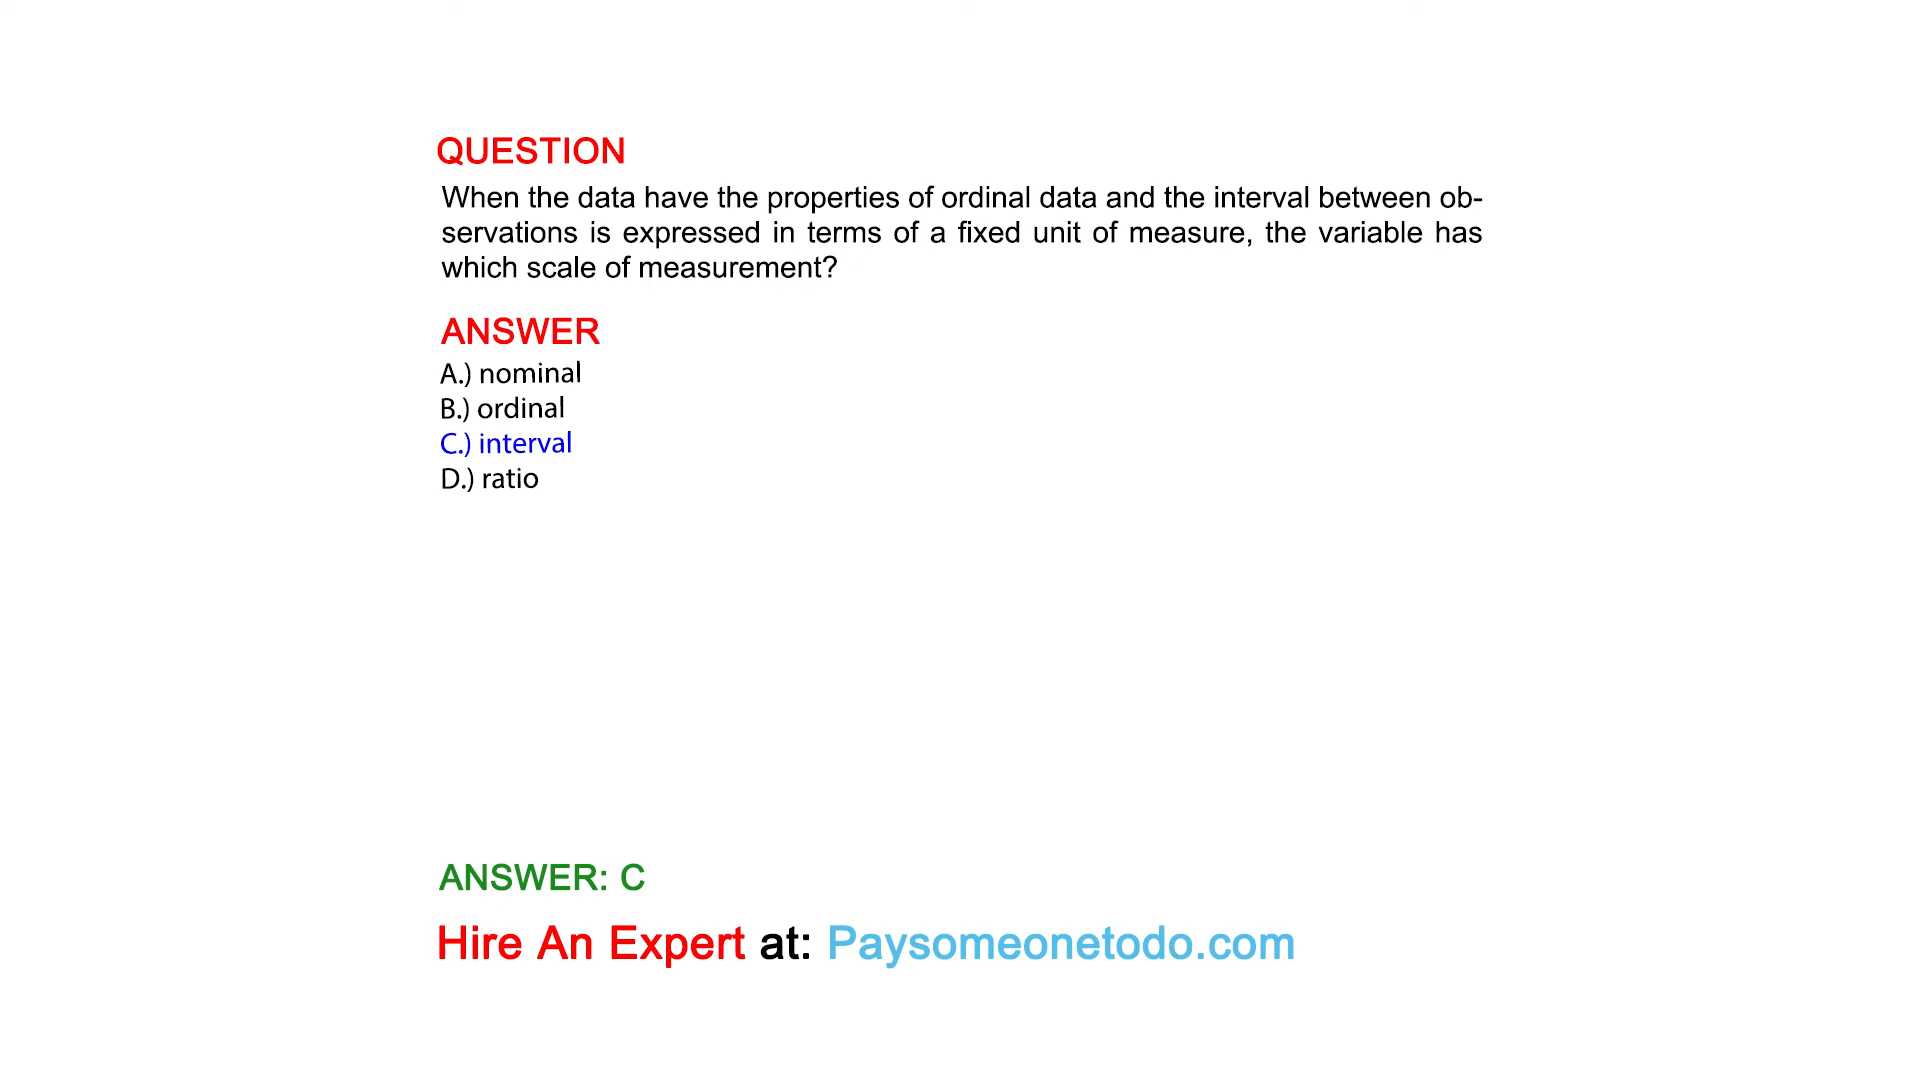 QUESTION
When the data have the properties of ordinal data and the interval between ob-
servations is expressed in terms of a fixed unit of measure, the variable has
which scale of measurement?
ANSWER
A.) nominal
B.) ordinal
C.) interval
D.) ratio
ANSWER: C
Hire An Expert at: Paysomeonetodo.com